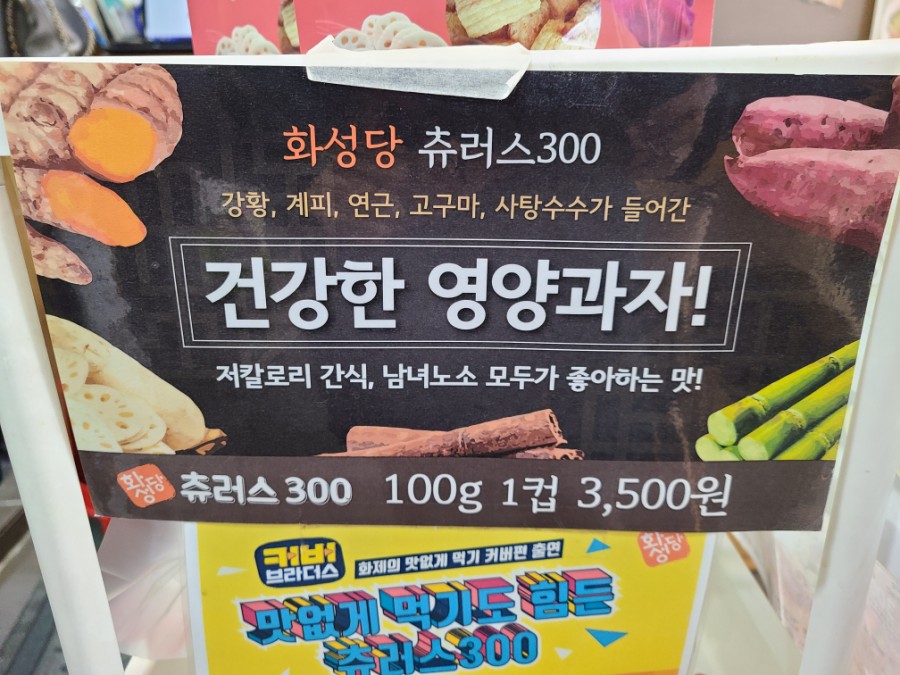 화성당 츄러스300
강황, 계피, 연근, 고구마, 사탕수수가 들어간
건강한 영양과자!
저칼로리 간식, 남녀노소 모두가 좋아하는 맛!
화성당 츄러스 300 100g 1컵 3,500원
커버
브라더스
화제의 맛없게 먹기 커버편 출연
화성당
맛없게 먹기도 힘든
츄러스300